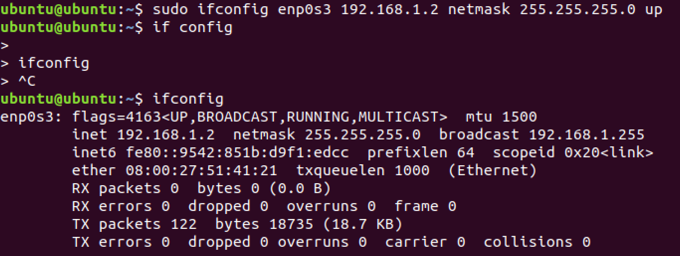 ubuntu@ubuntu:~$ sudo ifconfig enp0s3 192.168.1.2 netmask 255.255.255.0 up
ubuntu@ubuntu:~$ if config
>
> ifconfig
> ^C
ubuntu@ubuntu:~$ ifconfig
enp0s3: flags=4163<UP,BROADCAST,RUNNING,MULTICAST>  mtu 1500
        inet 192.168.1.2  netmask 255.255.255.0  broadcast 192.168.1.255
        inet6 fe80::9542:851b:d9f1:edcc  prefixlen 64  scopeid 0x20<link>
        ether 08:00:27:51:41:21  txqueuelen 1000  (Ethernet)
        RX packets 0  bytes 0 (0.0 B)
        RX errors 0  dropped 0  overruns 0  frame 0
        TX packets 122  bytes 18735 (18.7 KB)
        TX errors 0  dropped 0 overruns 0  carrier 0  collisions 0